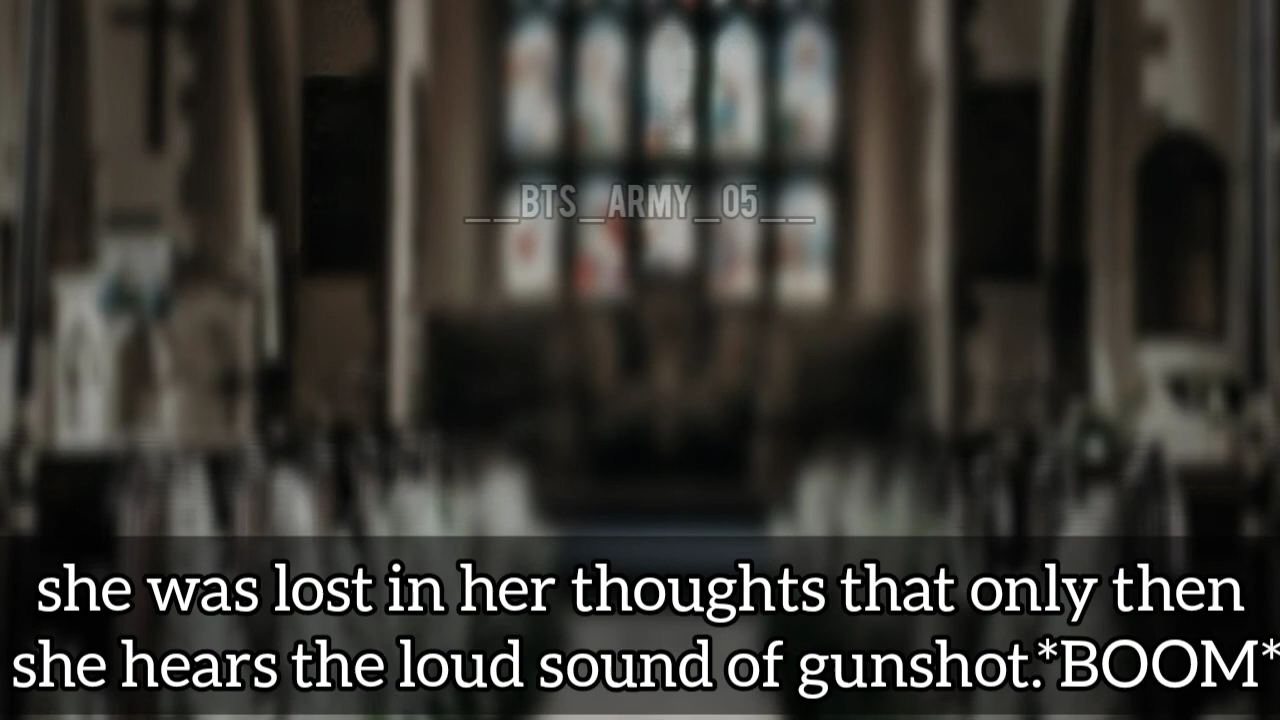 __BTS_ARMY_05__
she was lost in her thoughts that only then
she hears the loud sound of gunshot.*BOOM*